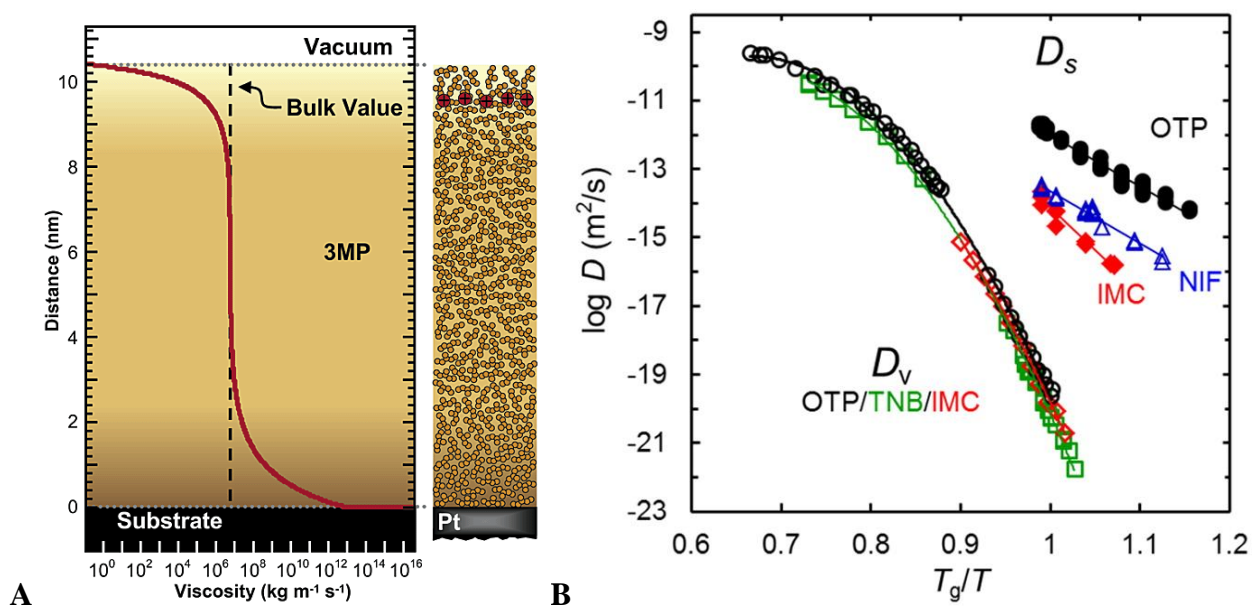 Vacuum
Bulk Value
3MP
Substrate
Pt
10
8
6
4
2
0
Distance (nm)
10⁰ 10² 10⁴ 10⁶ 10⁸ 10¹⁰ 10¹² 10¹⁴ 10¹⁶
Viscosity (kg m⁻¹ s⁻¹)
A
-9
-11
-13
-15
-17
-19
-21
-23
log D (m²/s)
Dₛ
OTP
NIF
IMC
Dᵥ
OTP/TNB/IMC
0.6 0.7 0.8 0.9 1 1.1 1.2
T_g/T
B